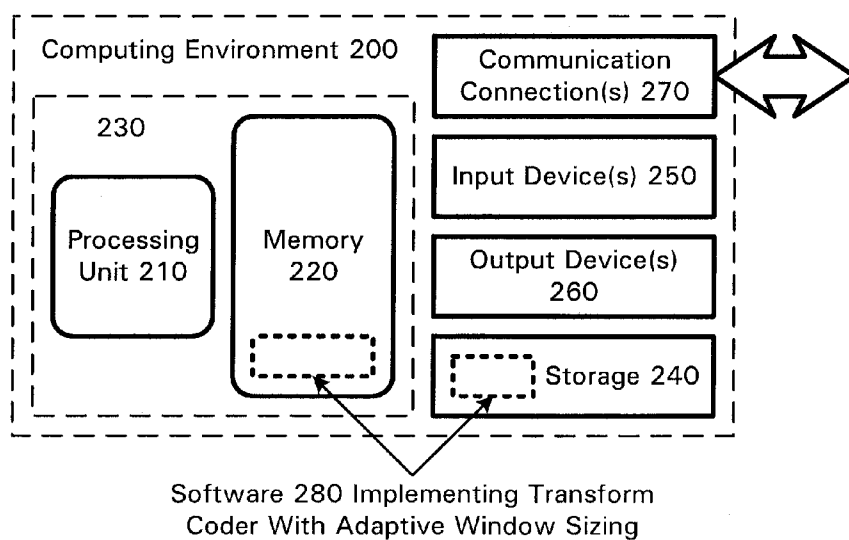 Computing Environment 200
230
Processing
Unit 210
Memory
220
Communication
Connection(s) 270
Input Device(s) 250
Output Device(s)
260
Storage 240
Software 280 Implementing Transform
Coder With Adaptive Window Sizing